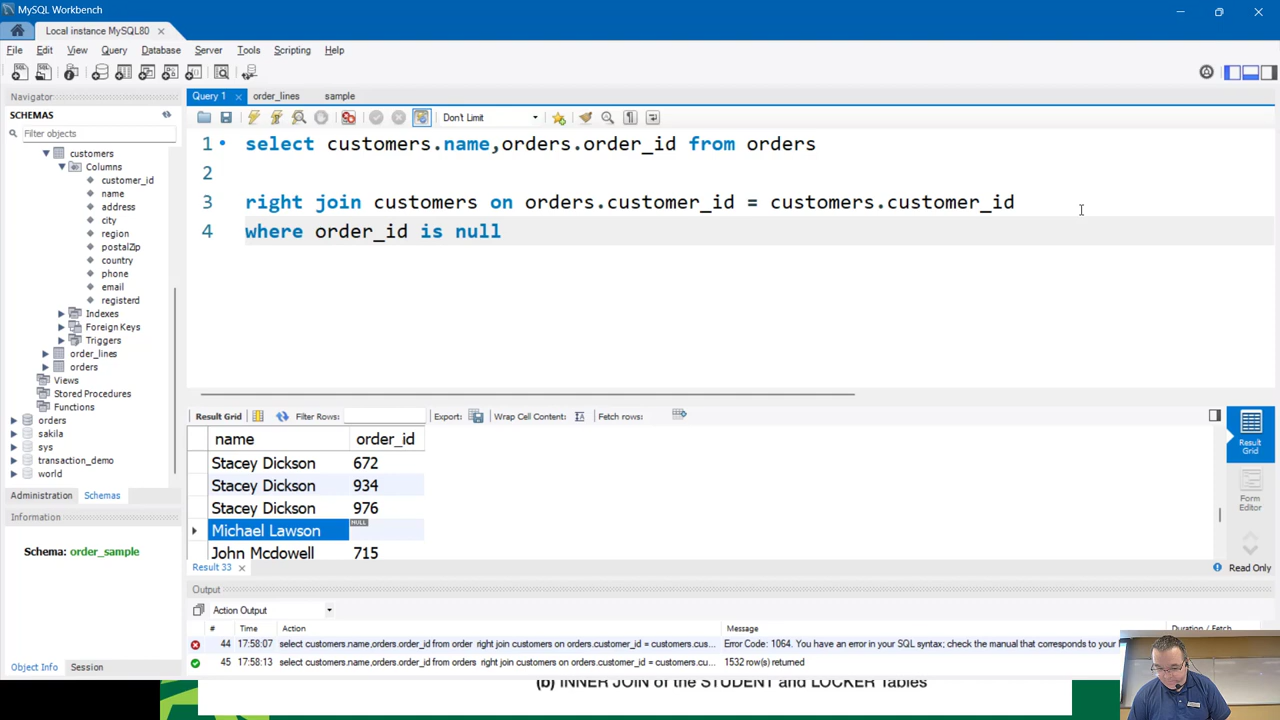 MySQL Workbench
Local instance MySQL80
File Edit View Query Database Server Tools Scripting Help
Navigator
SCHEMAS
Filter objects
customers
Columns
customer_id
name
address
city
region
postalZip
country
phone
email
registerd
Indexes
Foreign Keys
Triggers
order_lines
orders
Views
Stored Procedures
Functions
orders
sakila
sys
transaction_demo
world
Administration Schemas
Information
Schema: order_sample
Object Info Session
Query 1 order_lines sample
Don't Limit
1 select customers.name,orders.order_id from orders
2
3 right join customers on orders.customer_id = customers.customer_id
4 where order_id is null
Result Grid Filter Rows: Export: Wrap Cell Content: Fetch rows:
name order_id
Stacey Dickson 672
Stacey Dickson 934
Stacey Dickson 976
Michael Lawson NULL
John Mcdowell 715
Result Grid
Form Editor
Result 33
Read Only
Output
Action Output
# Time Action Message Duration / Fetch
44 17:58:07 select customers.name,orders.order_id from order right join customers on orders.customer_id = customers.cus... Error Code: 1064. You have an error in your SQL syntax; check the manual that corresponds to your
45 17:58:13 select customers.name,orders.order_id from orders right join customers on orders.customer_id = customers.cu... 1532 row(s) returned
(b) INNER JOIN of the STUDENT and LOCKER Tables